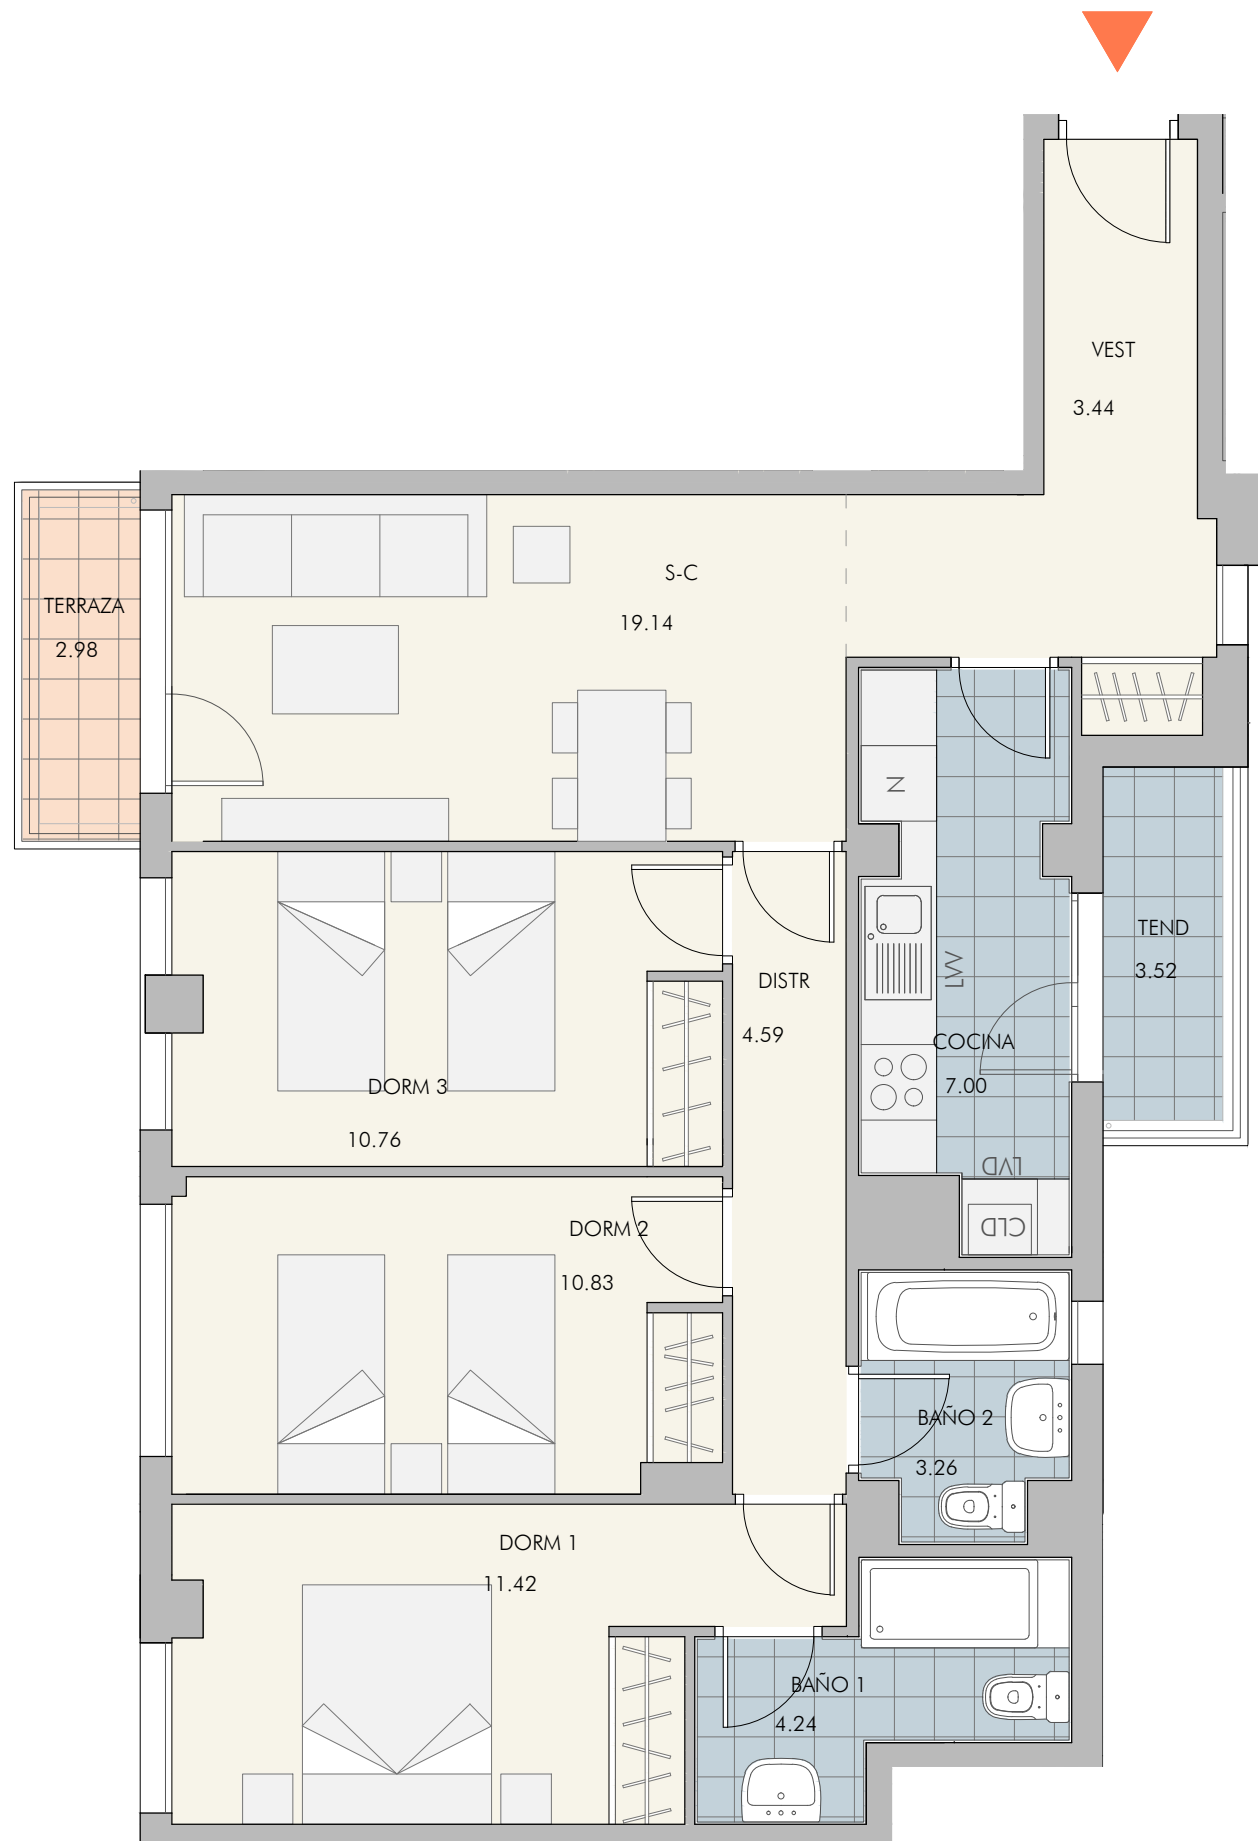 VEST
3.44
S-C
19.14
TERRAZA
2.98
N
TEND
3.52
LVV
DISTR
4.59
COCINA
7.00
DORM 3
10.76
LVD
CLD
DORM 2
10.83
BAÑO 2
3.26
DORM 1
11.42
BAÑO 1
4.24